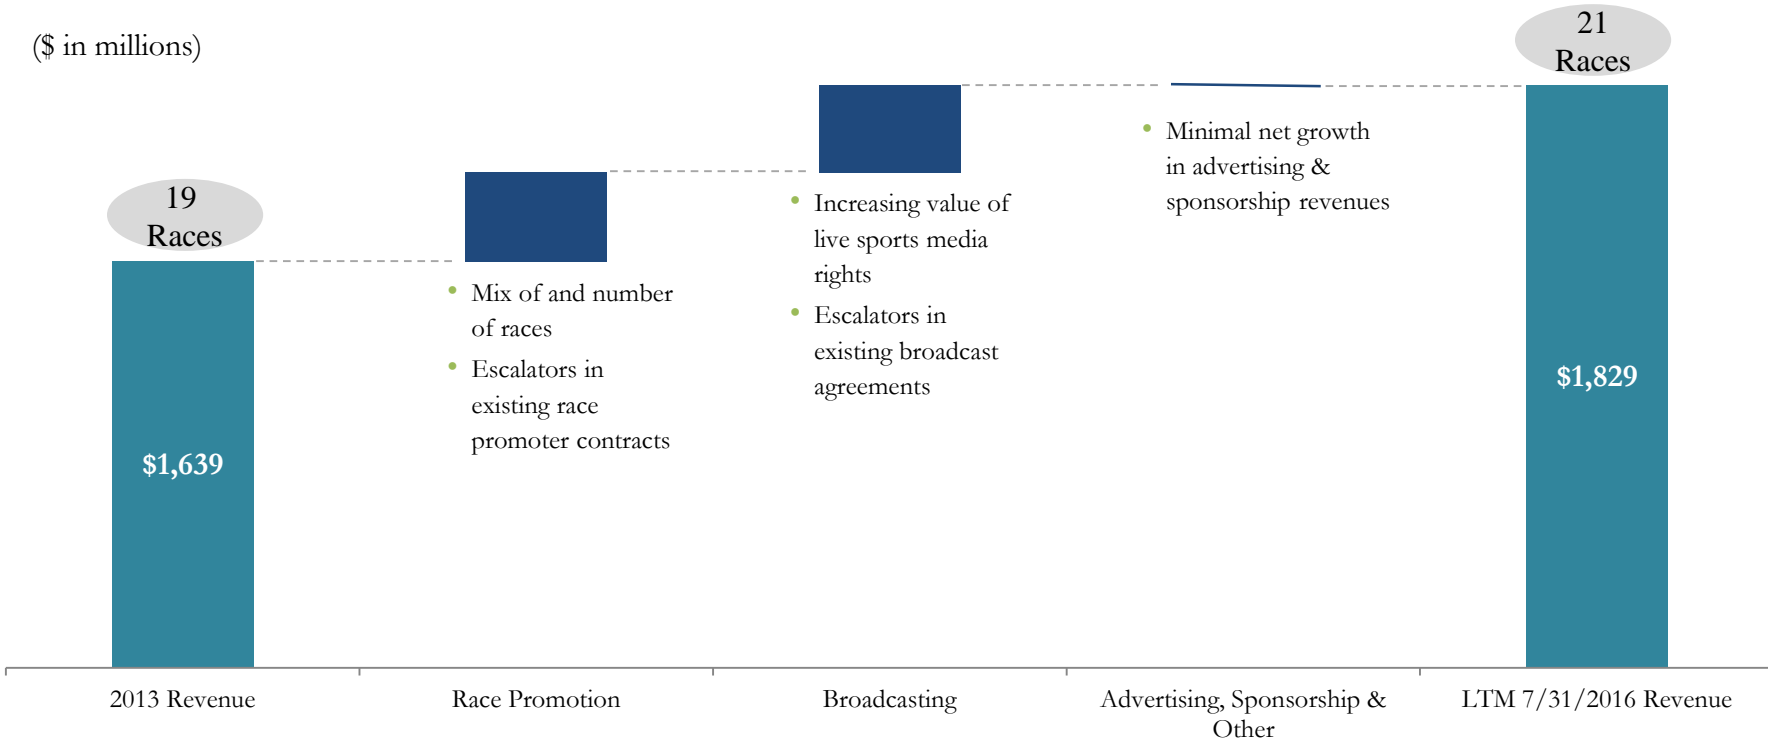 ($ in millions)
21
Races
19
Races
• Minimal net growth
in advertising &
sponsorship revenues
• Increasing value of
live sports media
rights
• Escalators in
existing broadcast
agreements
• Mix of and number
of races
• Escalators in
existing race
promoter contracts
$1,639
$1,829
2013 Revenue
Race Promotion
Broadcasting
Advertising, Sponsorship &
Other
LTM 7/31/2016 Revenue